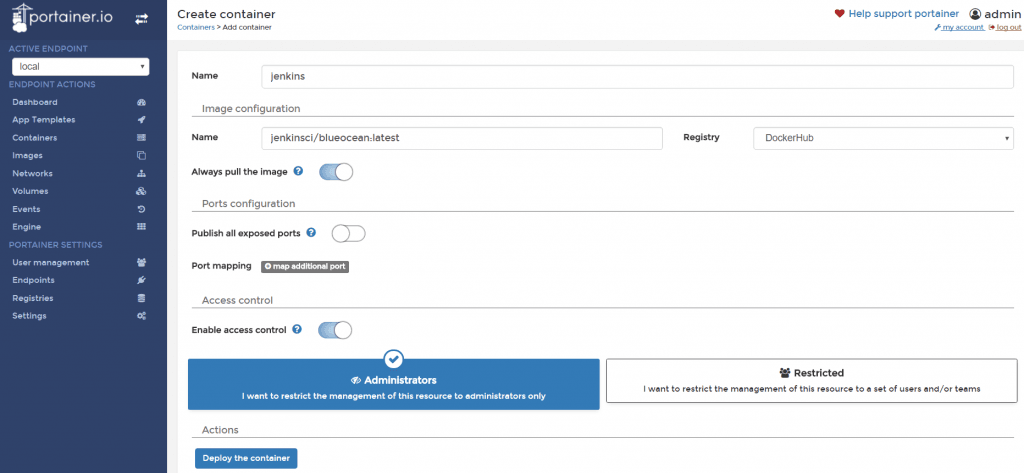 portainer.io
ACTIVE ENDPOINT
local
ENDPOINT ACTIONS
Dashboard
App Templates
Containers
Images
Networks
Volumes
Events
Engine
PORTAINER SETTINGS
User management
Endpoints
Registries
Settings
Create container
Containers > Add container
Help support portainer
admin
my account
log out
Name
jenkins
Image configuration
Name
jenkinsci/blueocean:latest
Registry
DockerHub
Always pull the image
Ports configuration
Publish all exposed ports
Port mapping
map additional port
Access control
Enable access control
Administrators
I want to restrict the management of this resource to administrators only
Restricted
I want to restrict the management of this resource to a set of users and/or teams
Actions
Deploy the container